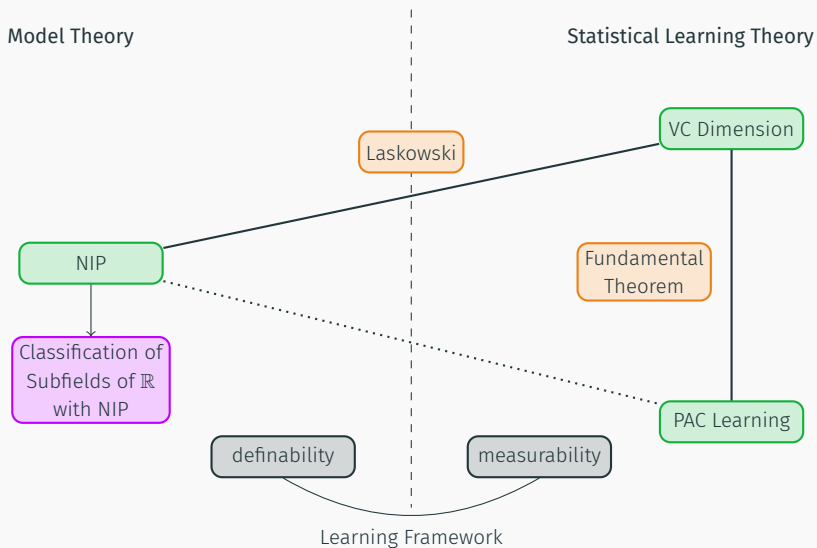 Model Theory
Statistical Learning Theory
VC Dimension
Laskowski
NIP
Fundamental
Theorem
Classification of
Subfields of ℝ
with NIP
PAC Learning
definability
measurability
Learning Framework